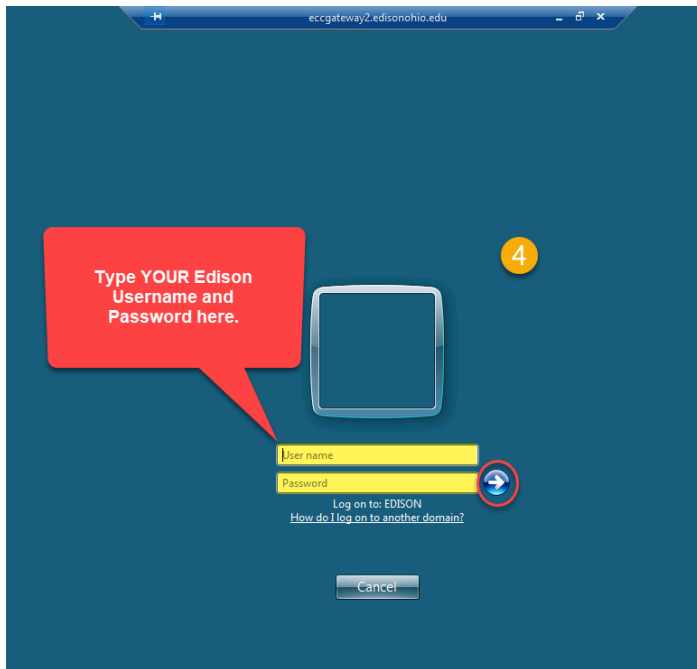 eccgateway2.edisonohio.edu
4
Type YOUR Edison
Username and
Password here.
User name
Password
Log on to: EDISON
How do I log on to another domain?
Cancel